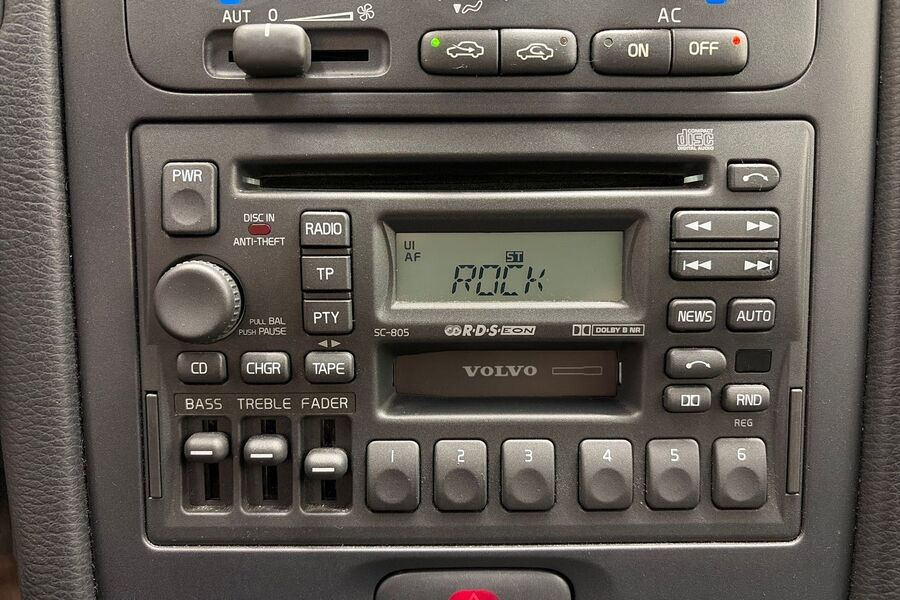 AUT 0
AC
ON OFF
COMPACT
disc
DIGITAL AUDIO
PWR
DISC IN
ANTI-THEFT
RADIO
TP
PTY
PULL BAL
PUSH PAUSE
UI
AF
ST
ROCK
SC-805
R·D·S EON
DOLBY B NR
NEWS AUTO
CD CHGR TAPE
VOLVO
RND
REG
BASS TREBLE FADER
1 2 3 4 5 6